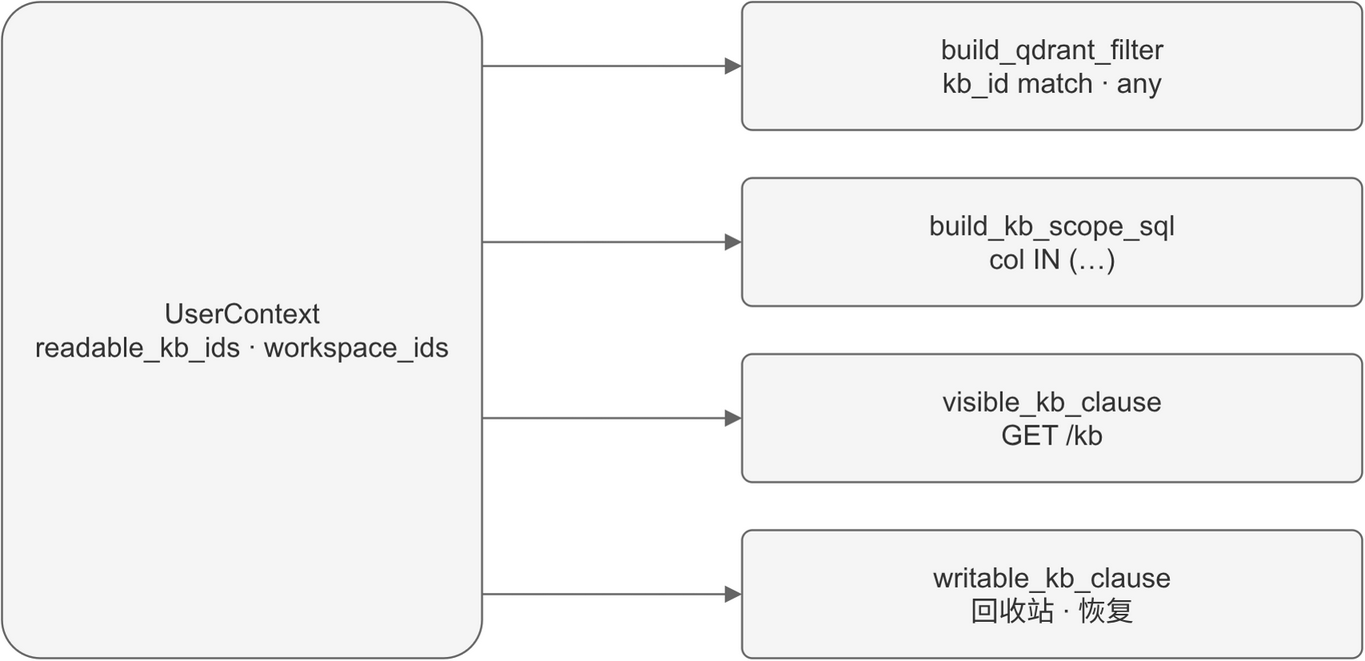 UserContext
readable_kb_ids · workspace_ids
build_qdrant_filter
kb_id match · any
build_kb_scope_sql
col IN (…)
visible_kb_clause
GET /kb
writable_kb_clause
回收站 · 恢复